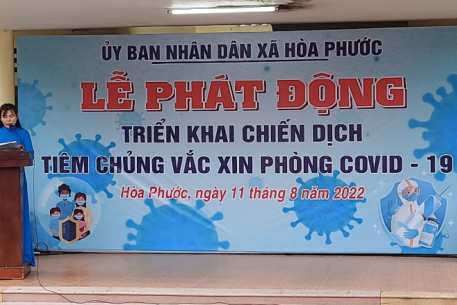 ỦY BAN NHÂN DÂN XÃ HÒA PHƯỚC
LỄ PHÁT ĐỘNG
TRIỂN KHAI CHIẾN DỊCH
TIÊM CHỦNG VẮC XIN PHÒNG COVID - 19
Hòa Phước, ngày 11 tháng 8 năm 2022